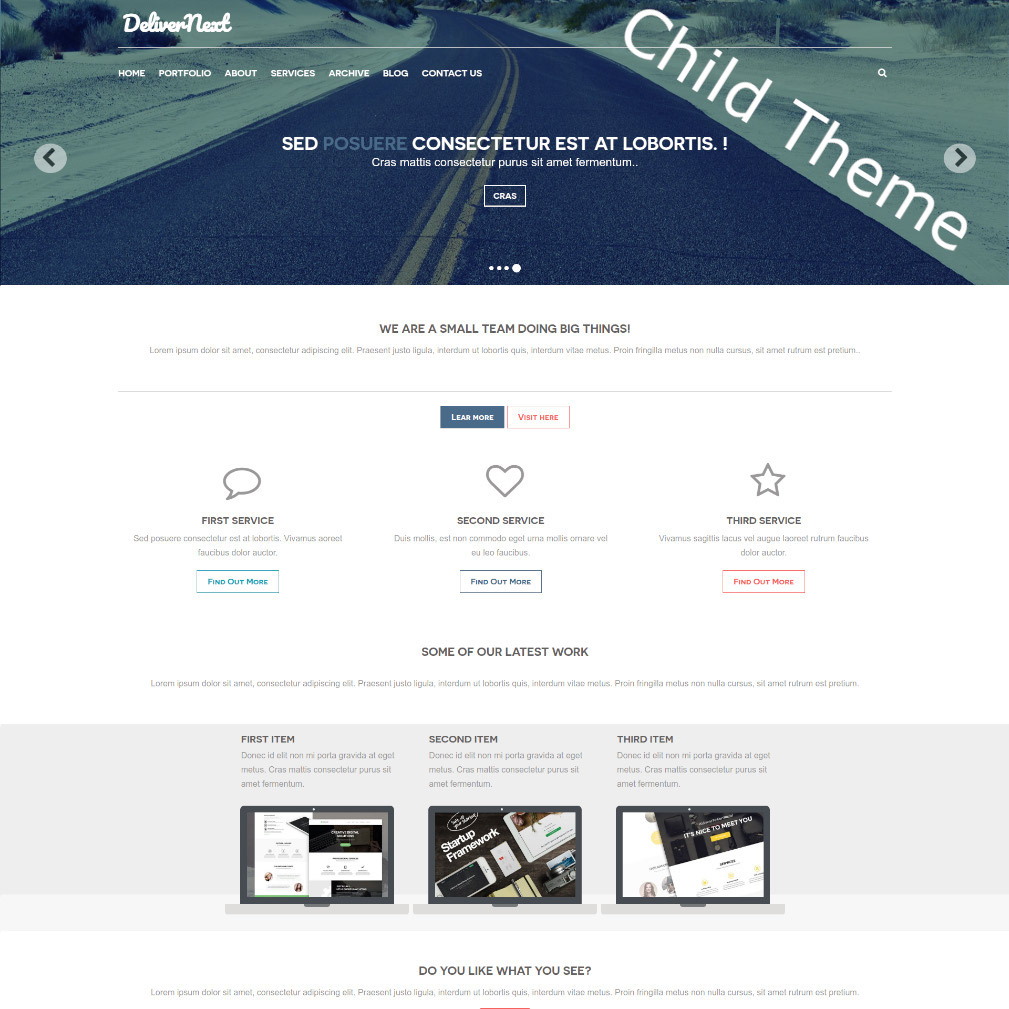 DeliverNext
Child Theme
HOME PORTFOLIO ABOUT SERVICES ARCHIVE BLOG CONTACT US
SED POSUERE CONSECTETUR EST AT LOBORTIS. !
Cras mattis consectetur purus sit amet fermentum..
CRAS
WE ARE A SMALL TEAM DOING BIG THINGS!
Lorem ipsum dolor sit amet, consectetur adipiscing elit. Praesent justo ligula, interdum ut lobortis quis, interdum vitae metus. Proin fringilla metus non nulla cursus, sit amet rutrum est pretium..
LEAR MORE VISIT HERE
FIRST SERVICE
Sed posuere consectetur est at lobortis. Vivamus aoreet
faucibus dolor auctor.
FIND OUT MORE
SECOND SERVICE
Duis mollis, est non commodo eget urna mollis ornare vel
eu leo faucibus.
FIND OUT MORE
THIRD SERVICE
Vivamus sagittis lacus vel augue laoreet rutrum faucibus
dolor auctor.
FIND OUT MORE
SOME OF OUR LATEST WORK
Lorem ipsum dolor sit amet, consectetur adipiscing elit. Praesent justo ligula, interdum ut lobortis quis, interdum vitae metus. Proin fringilla metus non nulla cursus, sit amet rutrum est pretium.
FIRST ITEM
Donec id elit non mi porta gravida at eget
metus. Cras mattis consectetur purus sit
amet fermentum.
SECOND ITEM
Donec id elit non mi porta gravida at eget
metus. Cras mattis consectetur purus sit
amet fermentum.
THIRD ITEM
Donec id elit non mi porta gravida at eget
metus. Cras mattis consectetur purus sit
amet fermentum.
CREATIVE DIGITAL
Startup
Framework
IT'S NICE TO MEET YOU
SERVICES
DO YOU LIKE WHAT YOU SEE?
Lorem ipsum dolor sit amet, consectetur adipiscing elit. Praesent justo ligula, interdum ut lobortis quis, interdum vitae metus. Proin fringilla metus non nulla cursus, sit amet rutrum est pretium.